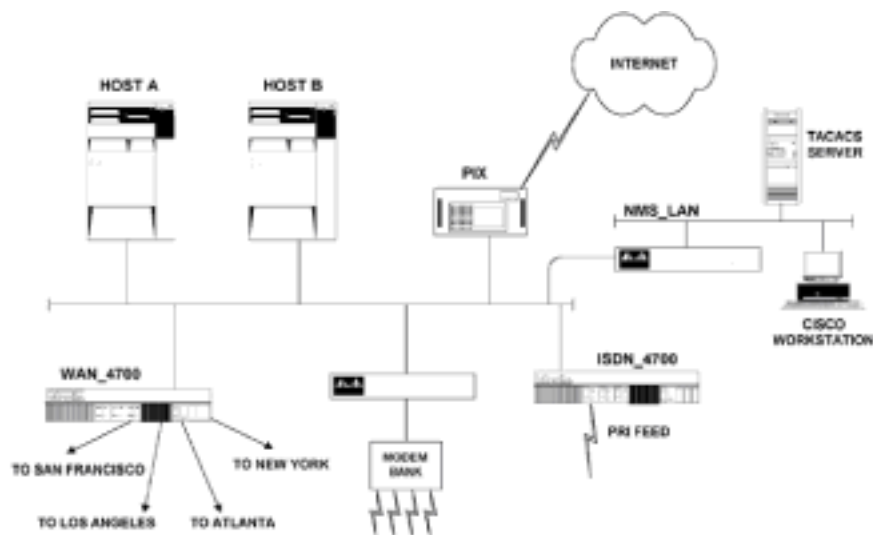 HOST A
HOST B
INTERNET
TACACS
SERVER
PIX
NMS_LAN
CISCO
WORKSTATION
WAN_4700
ISDN_4700
TO SAN FRANCISCO
TO NEW YORK
MODEM
BANK
PRI FEED
TO LOS ANGELES
TO ATLANTA